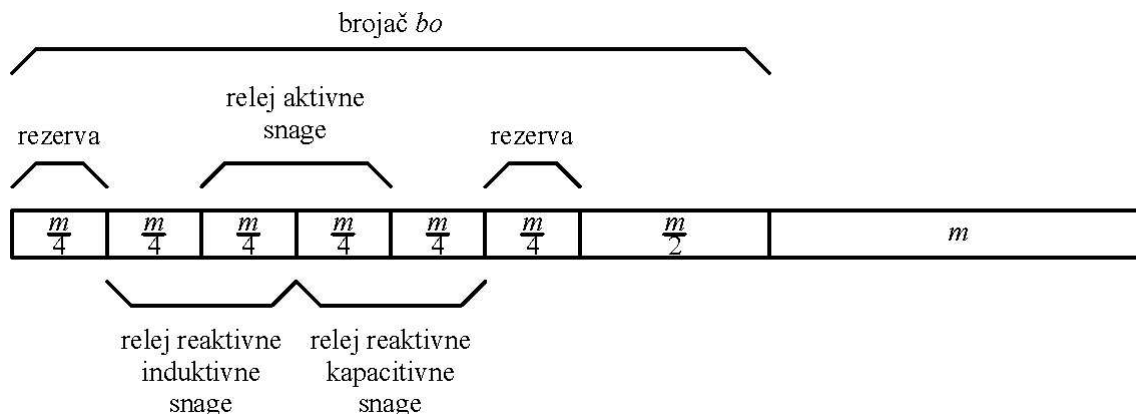 brojač bo
relej aktivne
snage
rezerva
rezerva
m/4 m/4 m/4 m/4 m/4 m/4 m/2 m
relej reaktivne
induktivne
snage
relej reaktivne
kapacitivne
snage